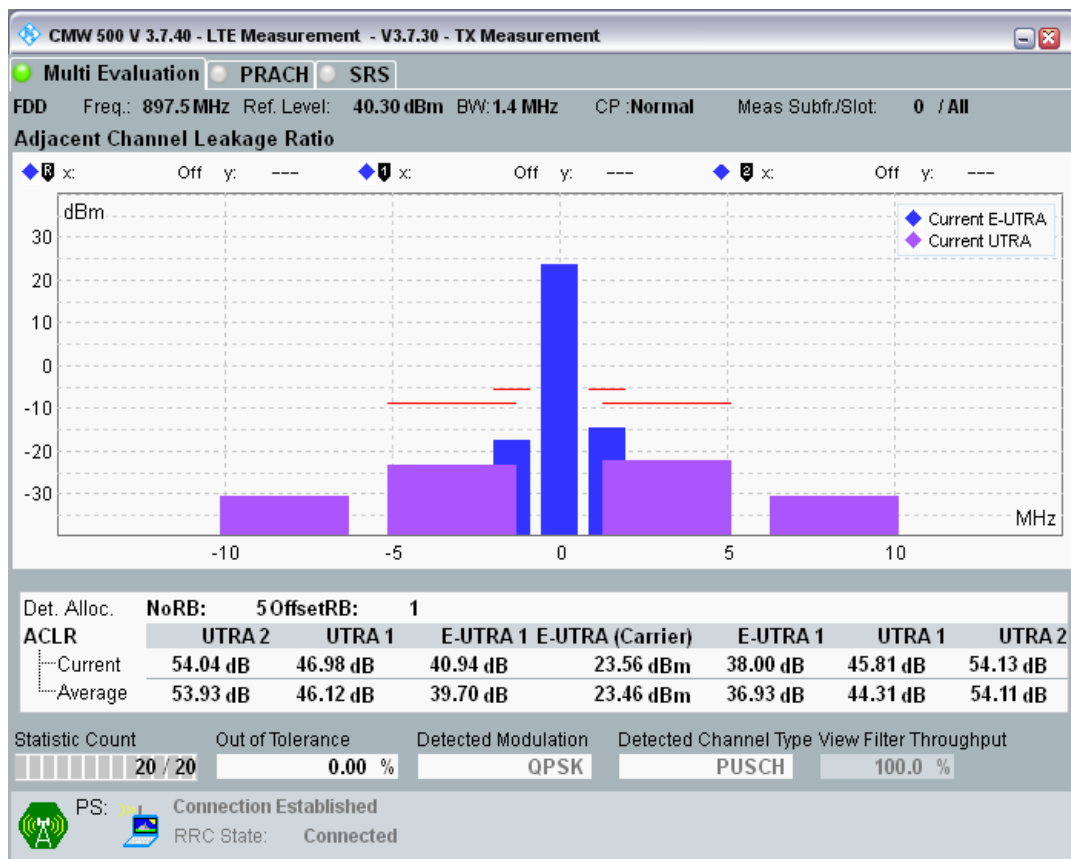 CMW 500 V 3.7.40 - LTE Measurement - V3.7.30 - TX Measurement
Multi Evaluation PRACH SRS
FDD Freq.: 897.5 MHz Ref. Level: 40.30 dBm BW: 1.4 MHz CP :Normal Meas Subfr./Slot: 0 / All
Adjacent Channel Leakage Ratio
R x: Off y: --- 1 x: Off y: --- 2 x: Off y: ---
dBm
Current E-UTRA
Current UTRA
30
20
10
0
-10
-20
-30
MHz
-10 -5 0 5 10
Det. Alloc. NoRB: 5 OffsetRB: 1
ACLR UTRA 2 UTRA 1 E-UTRA 1 E-UTRA (Carrier) E-UTRA 1 UTRA 1 UTRA 2
Current 54.04 dB 46.98 dB 40.94 dB 23.56 dBm 38.00 dB 45.81 dB 54.13 dB
Average 53.93 dB 46.12 dB 39.70 dB 23.46 dBm 36.93 dB 44.31 dB 54.11 dB
Statistic Count Out of Tolerance Detected Modulation Detected Channel Type View Filter Throughput
20 / 20 0.00 % QPSK PUSCH 100.0 %
PS: Connection Established
RRC State: Connected